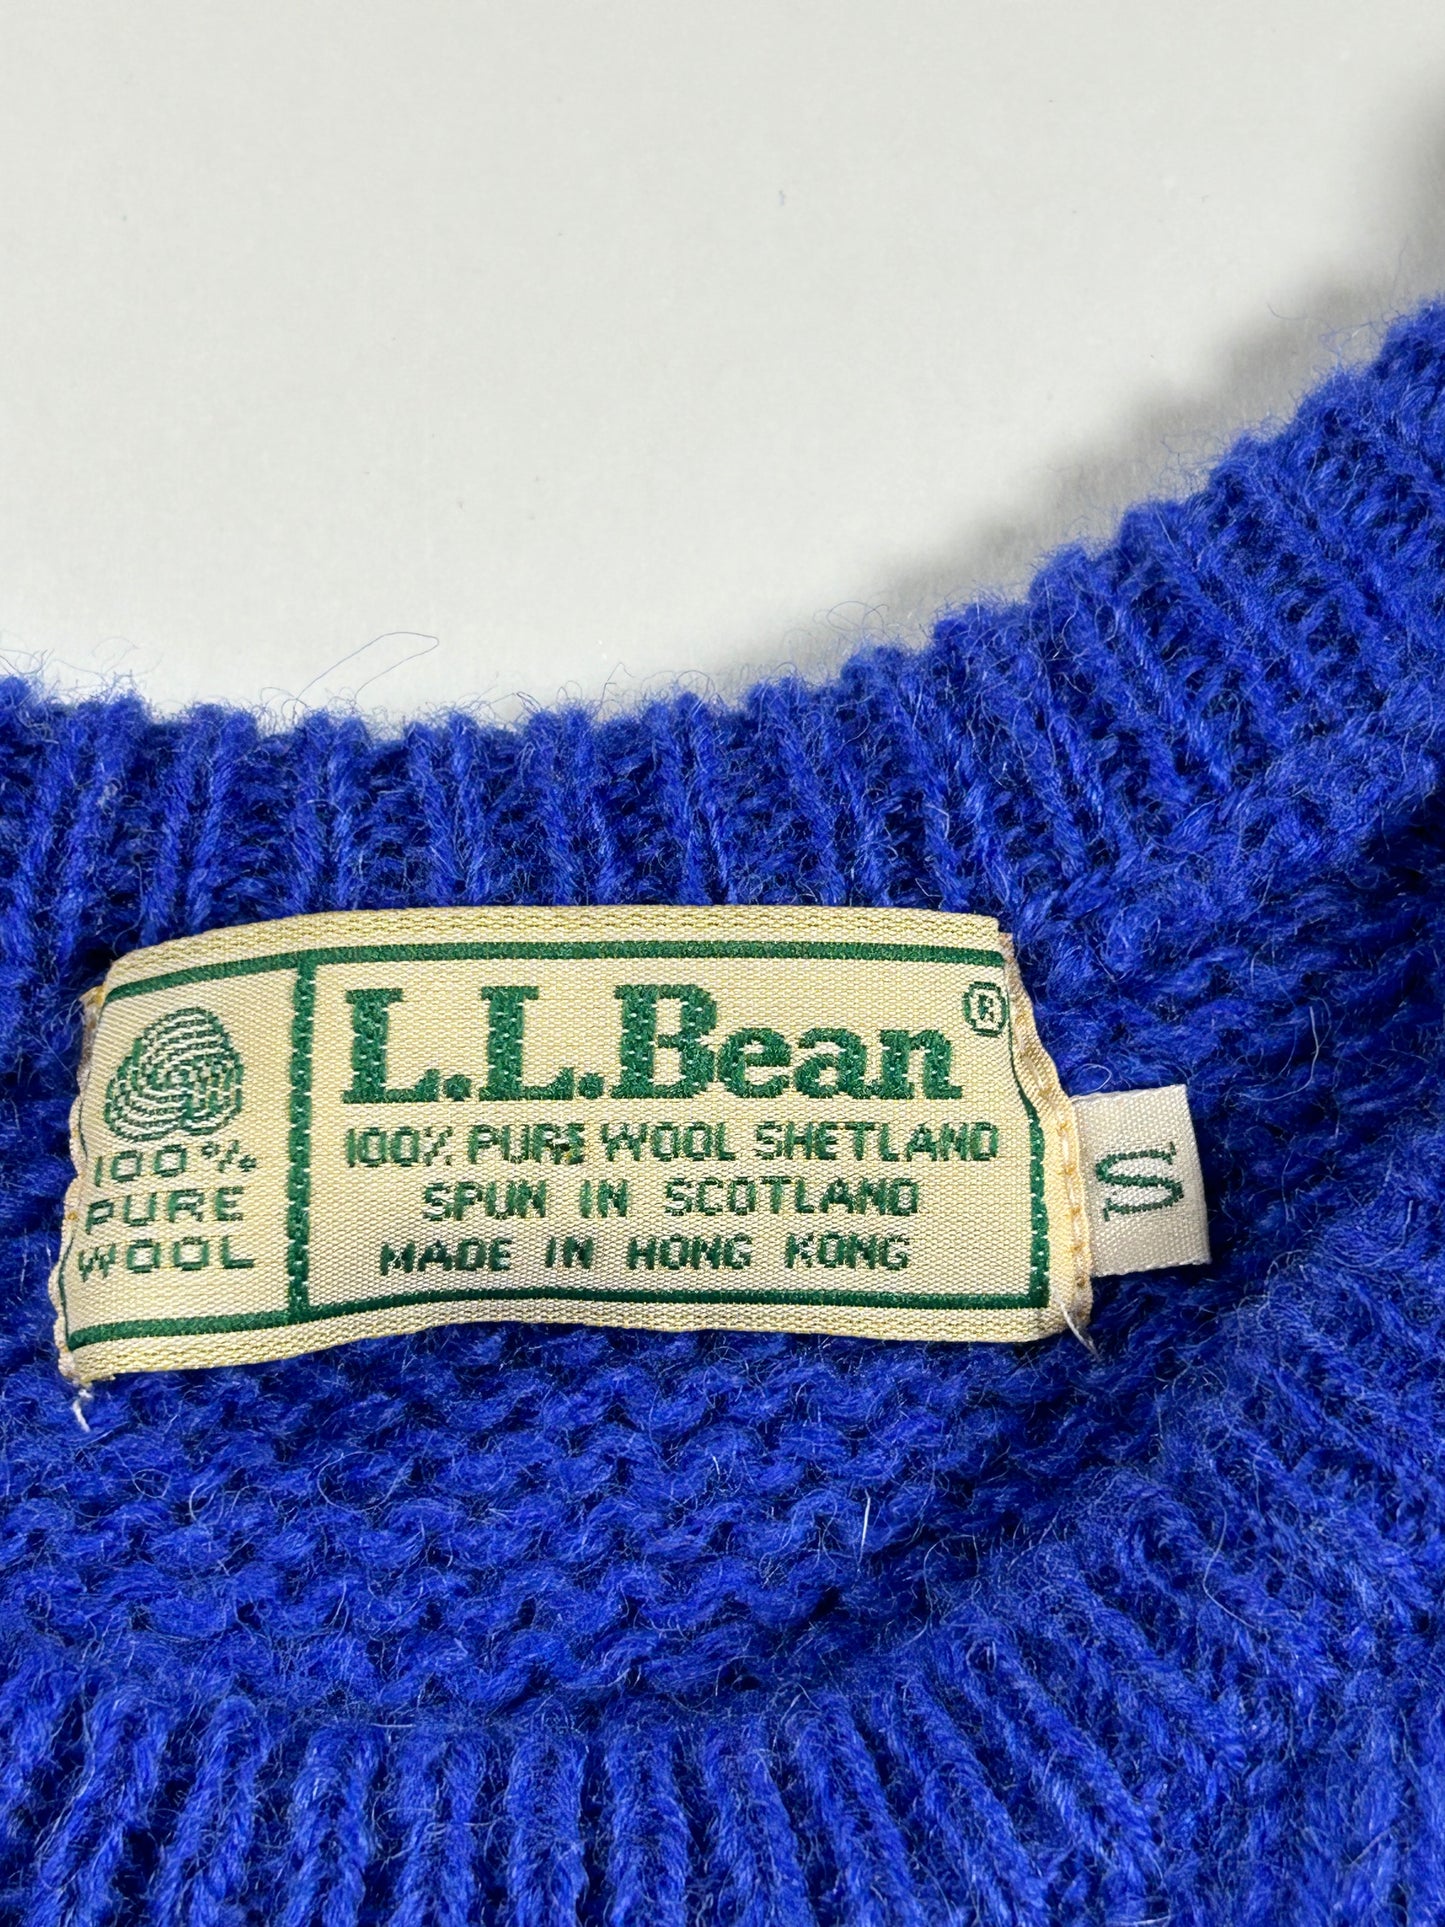 L.L.Bean®
100% PURE WOOL SHETLAND
SPUN IN SCOTLAND
MADE IN HONG KONG
100%
PURE
WOOL
S